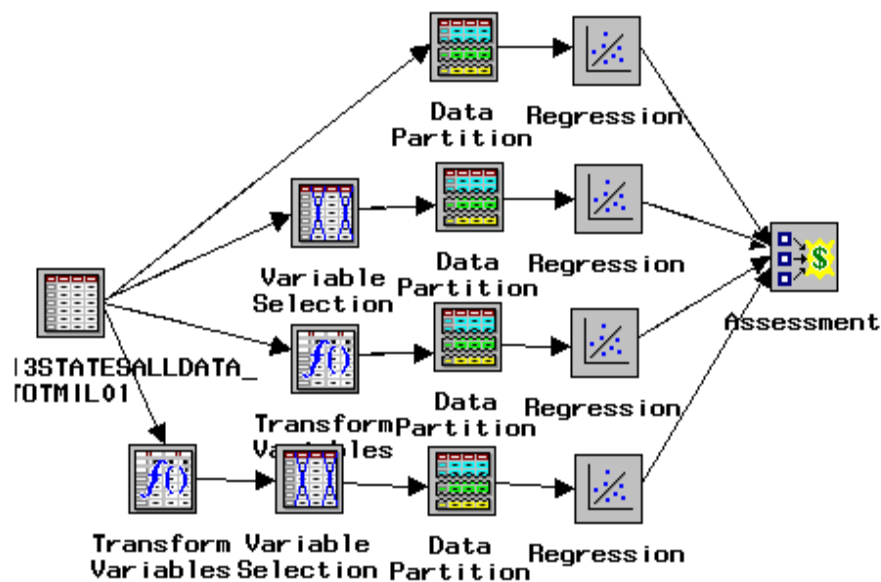 Data
Partition
Regression
Variable
Selection
Data
Partition
Regression
Assessment
13STATESALLDATA_
TOTMIL01
Transform
Variables
Data
Partition
Regression
Transform
Variables
Variable
Selection
Data
Partition
Regression
$
f()
f()